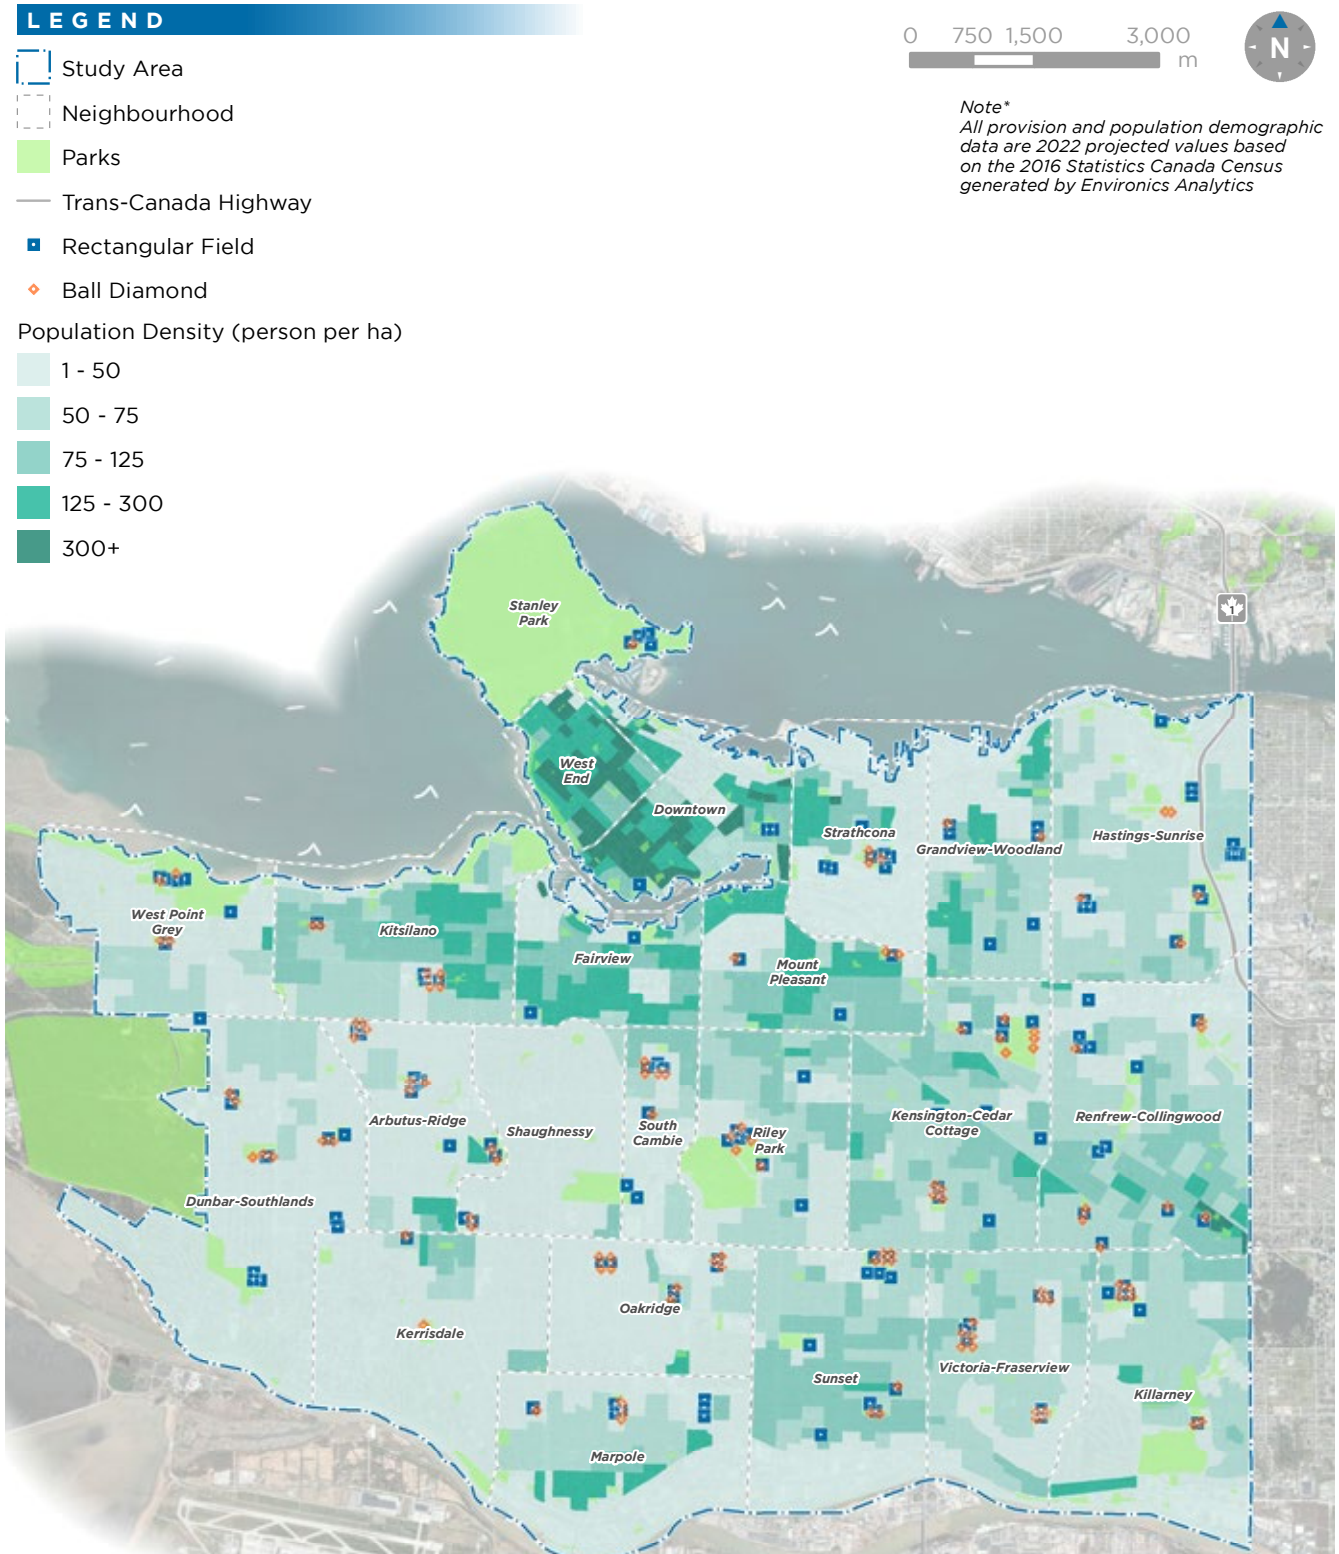 LEGEND
Study Area
Neighbourhood
Parks
Trans-Canada Highway
Rectangular Field
Ball Diamond
Population Density (person per ha)
1 - 50
50 - 75
75 - 125
125 - 300
300+
0 750 1,500 3,000
m
N
Note*
All provision and population demographic
data are 2022 projected values based
on the 2016 Statistics Canada Census
generated by Environics Analytics
1
Stanley
Park
West
End
Downtown
Strathcona
Grandview-Woodland
Hastings-Sunrise
West Point
Grey
Kitsilano
Fairview
Mount
Pleasant
Arbutus-Ridge
Shaughnessy
South
Cambie
Riley
Park
Kensington-Cedar
Cottage
Renfrew-Collingwood
Dunbar-Southlands
Kerrisdale
Oakridge
Sunset
Victoria-Fraserview
Killarney
Marpole